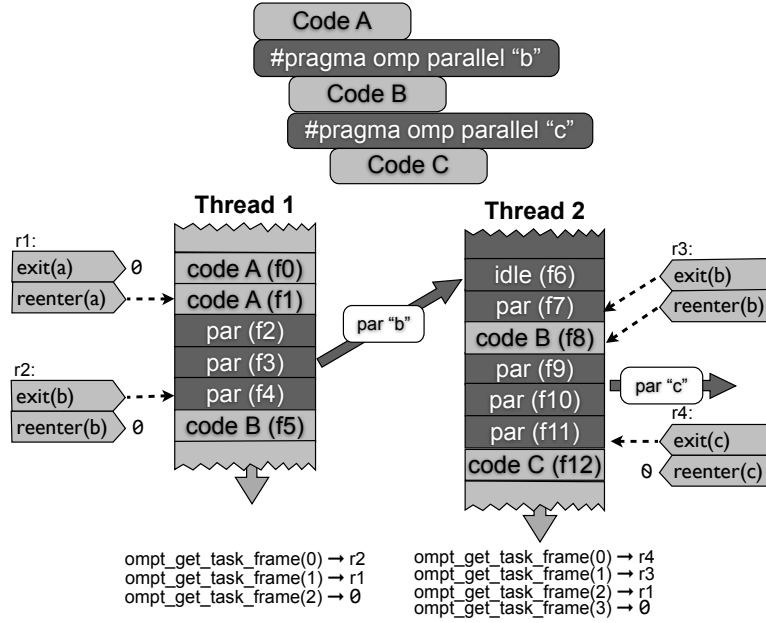 Code A
#pragma omp parallel “b”
Code B
#pragma omp parallel “c”
Code C
Thread 1
r1:
exit(a) 0
reenter(a)
code A (f0)
code A (f1)
par (f2)
par (f3)
par (f4)
code B (f5)
r2:
exit(b)
reenter(b) 0
par “b”
Thread 2
idle (f6)
par (f7)
code B (f8)
par (f9)
par (f10)
par (f11)
code C (f12)
r3:
exit(b)
reenter(b)
par “c”
r4:
exit(c)
0 reenter(c)
ompt_get_task_frame(0) → r2
ompt_get_task_frame(1) → r1
ompt_get_task_frame(2) → 0
ompt_get_task_frame(0) → r4
ompt_get_task_frame(1) → r3
ompt_get_task_frame(2) → r1
ompt_get_task_frame(3) → 0